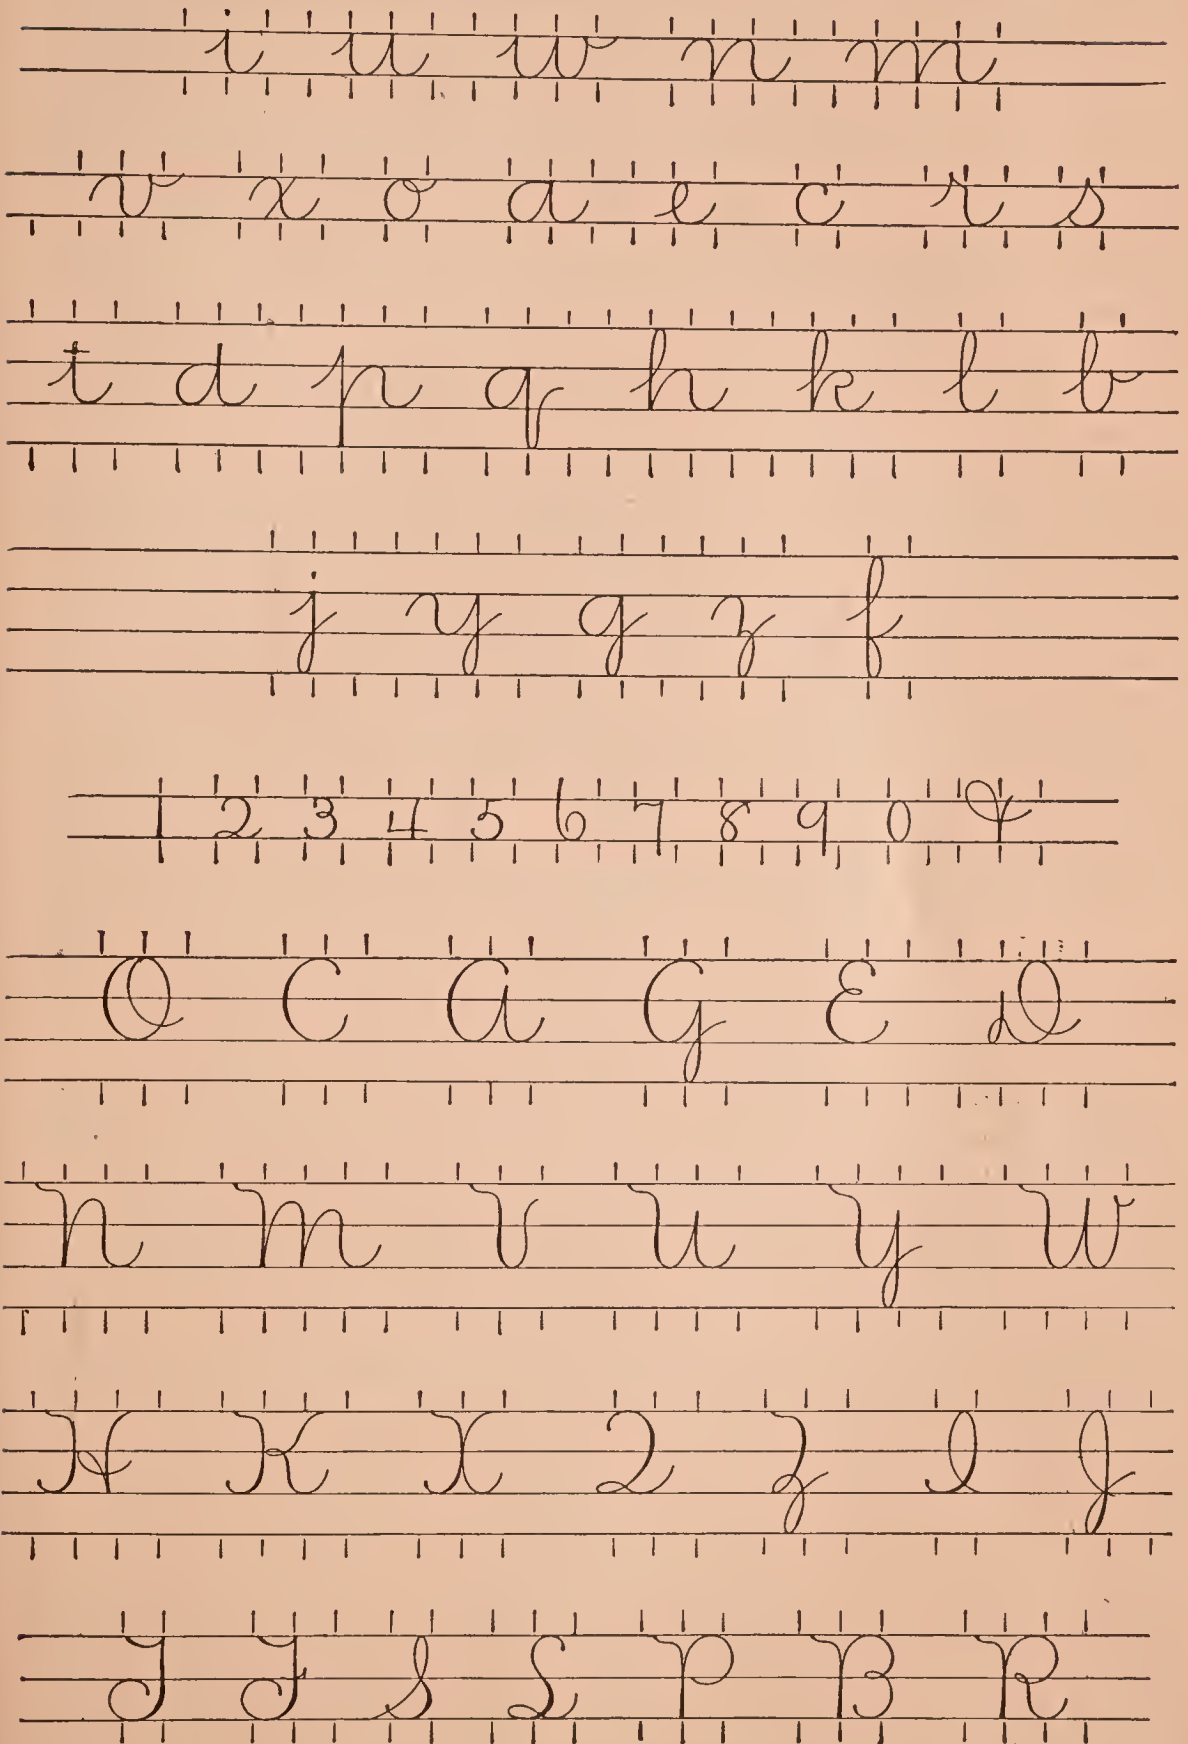 i u w n m
v x o a e c r s
t d p q h k l b
j y g z f
1 2 3 4 5 6 7 8 9 0 &
O C A G E D
N M V U Y W
H K X Q Z I J
T F S L P B R